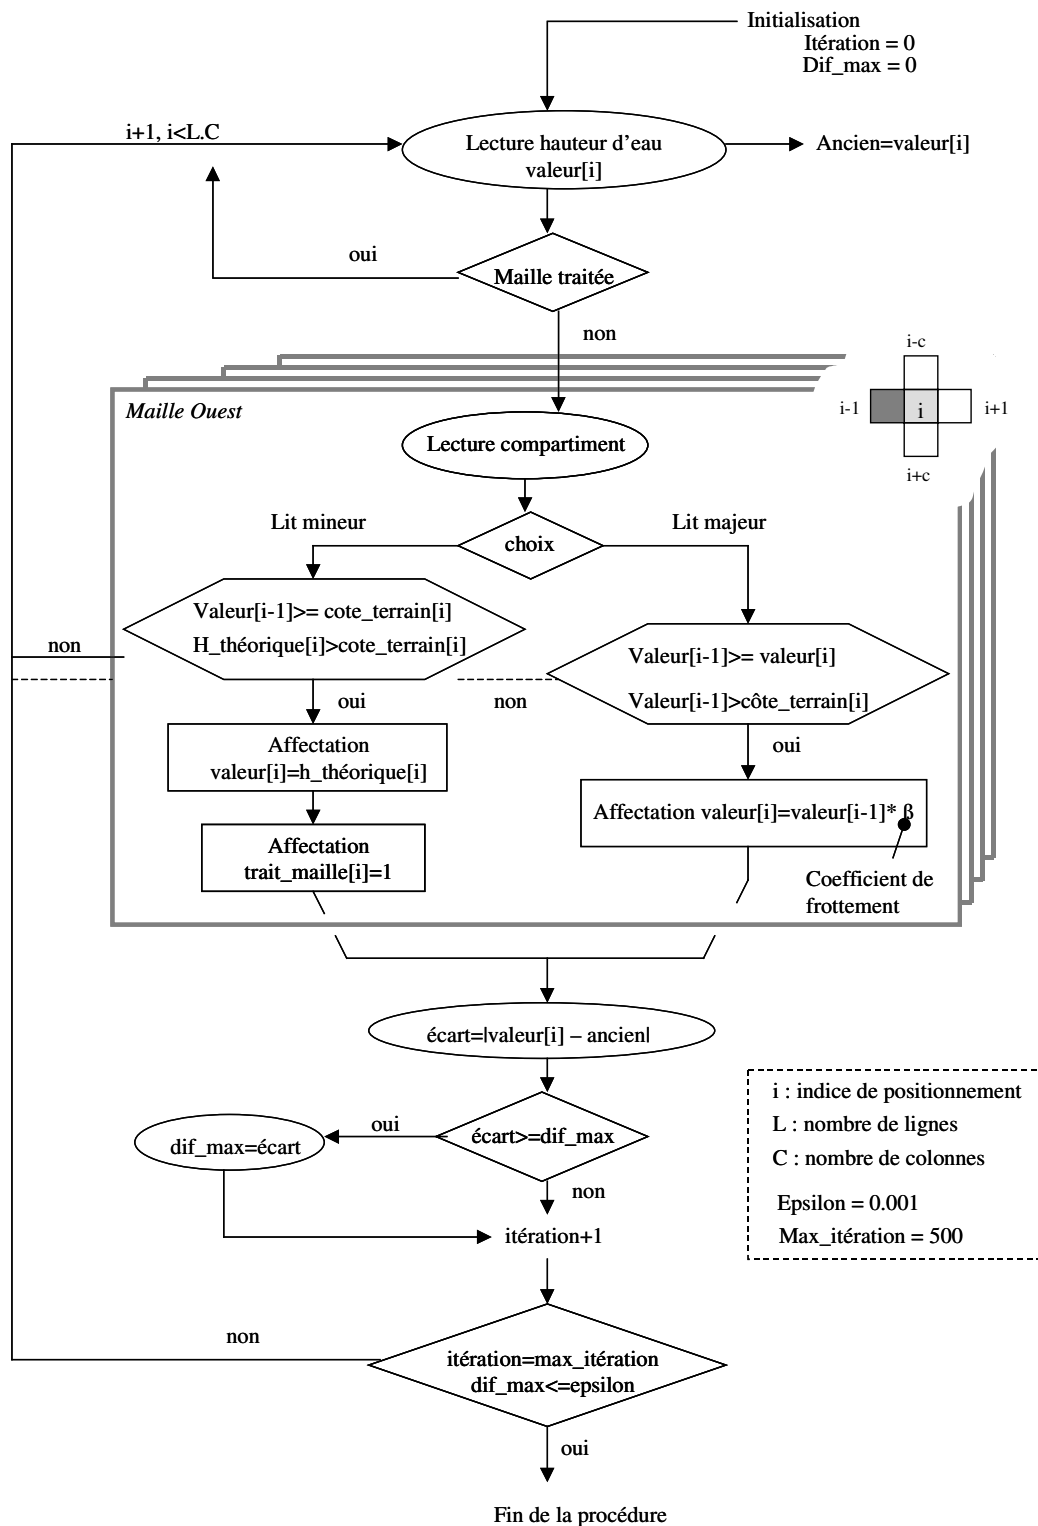 Initialisation
Itération = 0
Dif_max = 0
i+1, i<L.C
Lecture hauteur d'eau
valeur[i]
Ancien=valeur[i]
oui
Maille traitée
non
i-c
Maille Ouest
i-1
i
i+1
Lecture compartiment
i+c
Lit mineur
choix
Lit majeur
Valeur[i-1]>= cote_terrain[i]
H_théorique[i]>cote_terrain[i]
non
Valeur[i-1]>= valeur[i]
Valeur[i-1]>côte_terrain[i]
oui
non
oui
Affectation
valeur[i]=h_théorique[i]
Affectation valeur[i]=valeur[i-1]* β
Affectation
trait_maille[i]=1
Coefficient de
frottement
écart=|valeur[i] – ancien|
oui
écart>=dif_max
dif_max=écart
non
itération+1
i : indice de positionnement
L : nombre de lignes
C : nombre de colonnes
Epsilon = 0.001
Max_itération = 500
non
itération=max_itération
dif_max<=epsilon
oui
Fin de la procédure